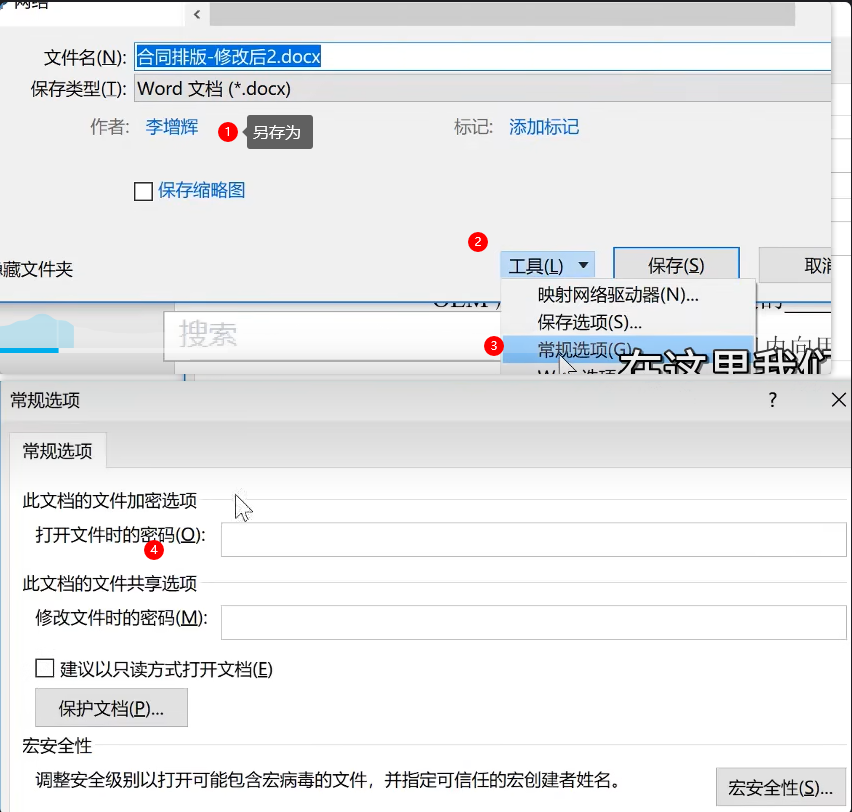 网络
文件名(N): 合同排版-修改后2.docx
保存类型(T): Word 文档 (*.docx)
作者: 李增辉 1 另存为 标记: 添加标记
保存缩略图
2
藏文件夹 工具(L) 保存(S) 取消
映射网络驱动器(N)...
保存选项(S)...
搜索
3 常规选项(G)
在这里我们
常规选项 ?
常规选项
此文档的文件加密选项
打开文件时的密码(O):
4
此文档的文件共享选项
修改文件时的密码(M):
建议以只读方式打开文档(E)
保护文档(P)...
宏安全性
调整安全级别以打开可能包含宏病毒的文件，并指定可信任的宏创建者姓名。
宏安全性(S)...